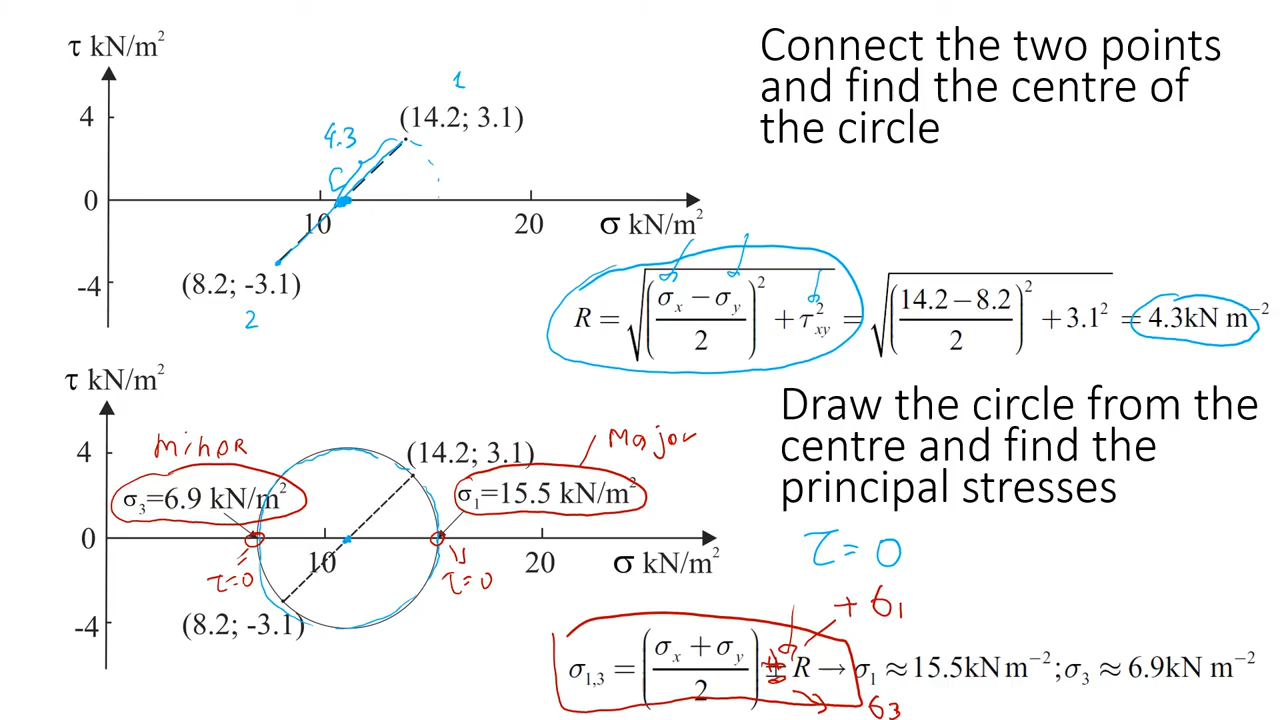 τ kN/m²
4
0
-4
10
20
σ kN/m²
1
(14.2; 3.1)
4.3
(8.2; -3.1)
2
Connect the two points
and find the centre of
the circle
R = √(((σₓ − σᵧ)/2)² + τ²ₓᵧ) = √(((14.2 − 8.2)/2)² + 3.1²) = 4.3kN m⁻²
τ kN/m²
4
0
-4
10
20
σ kN/m²
Minor
Major
(14.2; 3.1)
σ₃=6.9 kN/m²
σ₁=15.5 kN/m²
τ=0
τ=0
(8.2; -3.1)
Draw the circle from the
centre and find the
principal stresses
τ = 0
+ σ₁
σ₁,₃ = ((σₓ + σᵧ)/2) ± R → σ₁ ≈ 15.5kN m⁻²; σ₃ ≈ 6.9kN m⁻²
σ₃